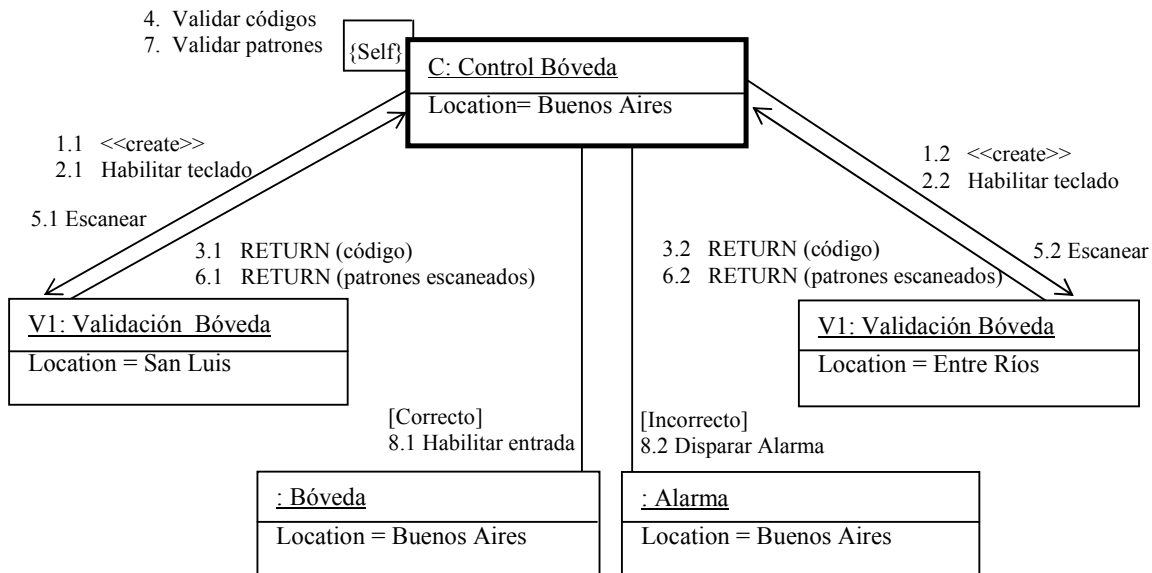 4. Validar códigos
7. Validar patrones
{Self}
C: Control Bóveda
Location= Buenos Aires
1.1 <<create>>
2.1 Habilitar teclado
5.1 Escanear
3.1 RETURN (código)
6.1 RETURN (patrones escaneados)
1.2 <<create>>
2.2 Habilitar teclado
5.2 Escanear
3.2 RETURN (código)
6.2 RETURN (patrones escaneados)
V1: Validación Bóveda
Location = San Luis
V1: Validación Bóveda
Location = Entre Ríos
[Correcto]
8.1 Habilitar entrada
[Incorrecto]
8.2 Disparar Alarma
: Bóveda
Location = Buenos Aires
: Alarma
Location = Buenos Aires